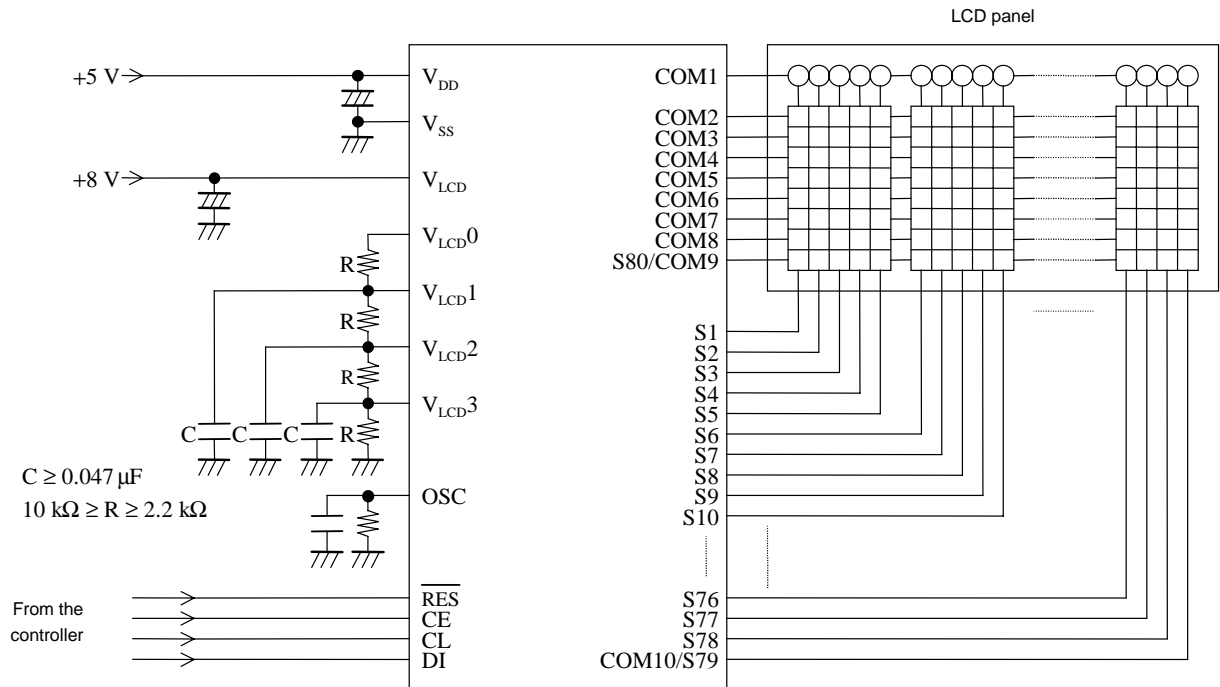 LCD panel
+5 V
V_DD
V_SS
+8 V
V_LCD
V_LCD0
R
V_LCD1
R
V_LCD2
R
V_LCD3
R
C
C
C
C ≥ 0.047 µF
10 kΩ ≥ R ≥ 2.2 kΩ
OSC
From the
controller
RES
CE
CL
DI
COM1
COM2
COM3
COM4
COM5
COM6
COM7
COM8
S80/COM9
S1
S2
S3
S4
S5
S6
S7
S8
S9
S10
S76
S77
S78
COM10/S79